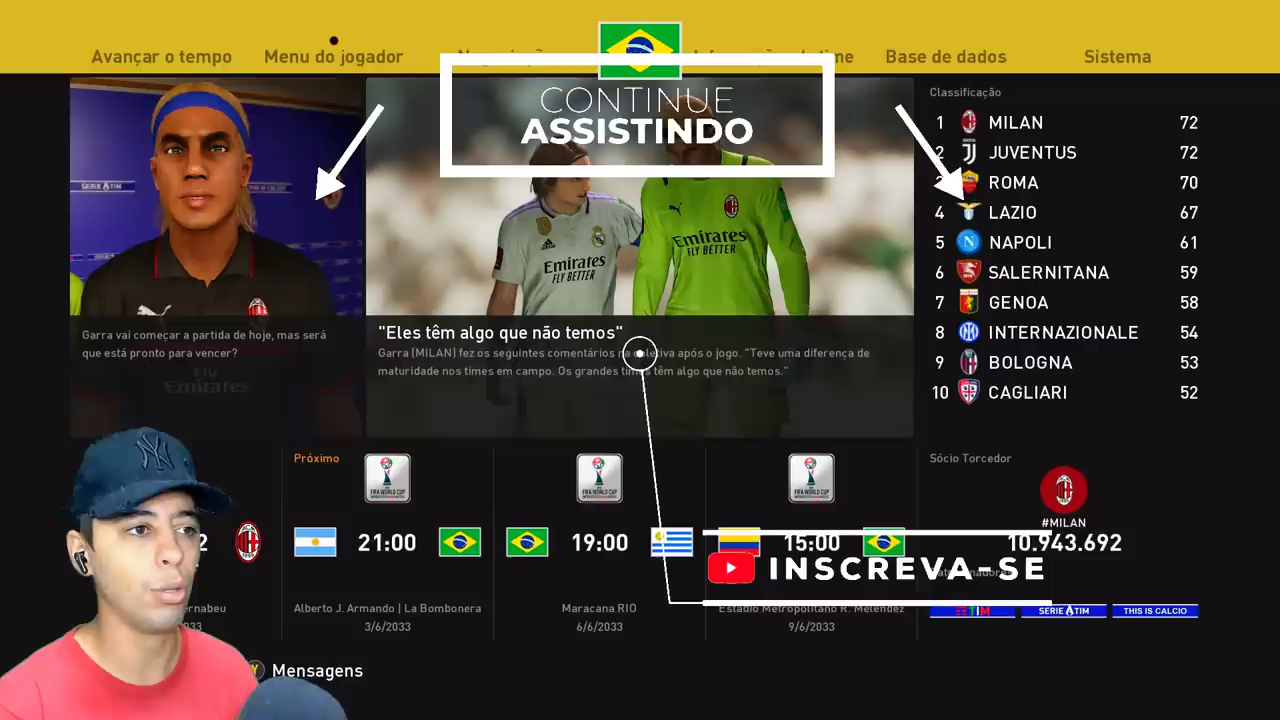 Avançar o tempo
Menu do jogador
Base de dados
Sistema
CONTINUE
ASSISTINDO
Classificação
1 MILAN 72
2 JUVENTUS 72
ROMA 70
4 LAZIO 67
5 NAPOLI 61
6 SALERNITANA 59
7 GENOA 58
8 INTERNAZIONALE 54
9 BOLOGNA 53
10 CAGLIARI 52
SERIE A TIM
Emirates
FLY BETTER
Emirates
FLY BETTER
Garra vai começar a partida de hoje, mas será
que está pronto para vencer?
Fly
Emirates
"Eles têm algo que não temos"
Garra [MILAN] fez os seguintes comentários na coletiva após o jogo. "Teve uma diferença de
maturidade nos times em campo. Os grandes times têm algo que não temos."
Próximo
FIFA WORLD CUP
FIFA WORLD CUP
FIFA WORLD CUP
Sócio Torcedor
#MILAN
10.943.692
2
21:00
19:00
15:00
INSCREVA-SE
Alberto J. Armando | La Bombonera
3/6/2033
Maracana RIO
6/6/2033
Estadio Metropolitano R. Meléndez
9/6/2033
TIM
SERIE A TIM
THIS IS CALCIO
NY
Y Mensagens